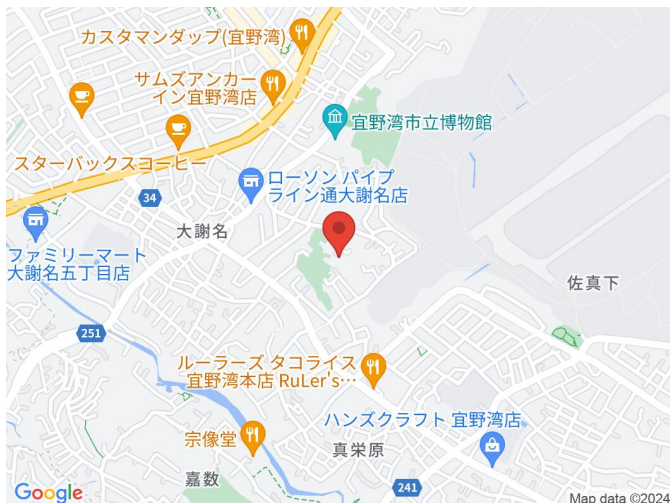 カスタマンダップ(宜野湾)
サムズアンカー
イン宜野湾店
宜野湾市立博物館
スターバックスコーヒー
ローソン パイプ
ライン通大謝名店
34
大謝名
ファミリーマート
大謝名五丁目店
佐真下
251
ルーラーズ タコライス
宜野湾本店 RuLer's…
ハンズクラフト 宜野湾店
宗像堂
真栄原
嘉数
241
Google
Map data ©2024